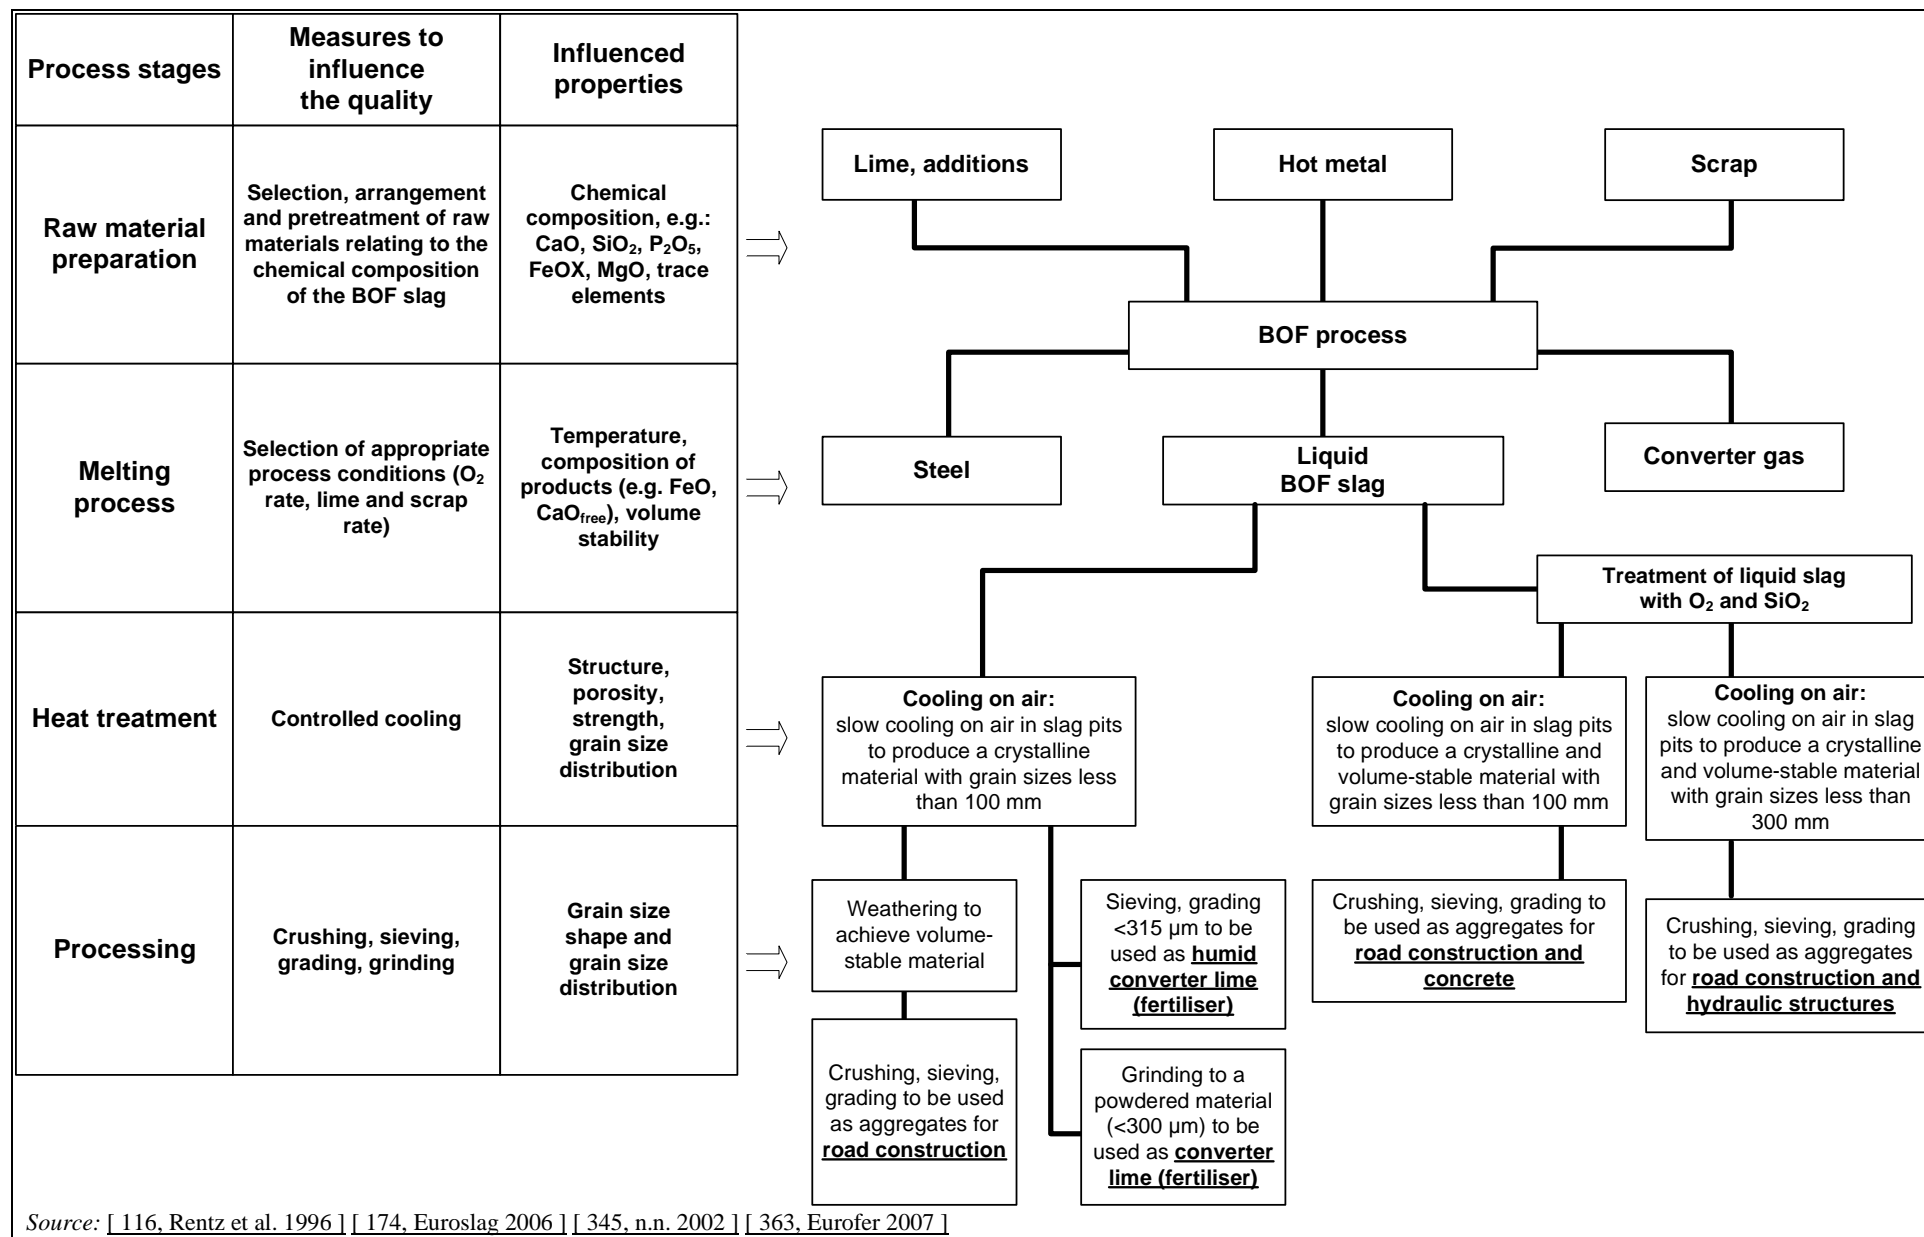 Process stages
Measures to
influence
the quality
Influenced
properties
Raw material
preparation
Selection, arrangement
and pretreatment of raw
materials relating to the
chemical composition
of the BOF slag
Chemical
composition, e.g.:
CaO, SiO₂, P₂O₅,
FeOX, MgO, trace
elements
Melting
process
Selection of appropriate
process conditions (O₂
rate, lime and scrap
rate)
Temperature,
composition of
products (e.g. FeO,
CaO_free), volume
stability
Heat treatment
Controlled cooling
Structure,
porosity,
strength,
grain size
distribution
Processing
Crushing, sieving,
grading, grinding
Grain size
shape and
grain size
distribution
Lime, additions
Hot metal
Scrap
BOF process
Steel
Liquid
BOF slag
Converter gas
Treatment of liquid slag
with O₂ and SiO₂
Cooling on air:
slow cooling on air in slag pits
to produce a crystalline
material with grain sizes less
than 100 mm
Cooling on air:
slow cooling on air in slag pits
to produce a crystalline and
volume-stable material with
grain sizes less than 100 mm
Cooling on air:
slow cooling on air in slag
pits to produce a crystalline
and volume-stable material
with grain sizes less than
300 mm
Weathering to
achieve volume-
stable material
Sieving, grading
<315 µm to be
used as humid
converter lime
(fertiliser)
Crushing, sieving, grading to
be used as aggregates for
road construction and
concrete
Crushing, sieving, grading
to be used as aggregates
for road construction and
hydraulic structures
Crushing, sieving,
grading to be used
as aggregates for
road construction
Grinding to a
powdered material
(<300 µm) to be
used as converter
lime (fertiliser)
Source: [ 116, Rentz et al. 1996 ] [ 174, Euroslag 2006 ] [ 345, n.n. 2002 ] [ 363, Eurofer 2007 ]